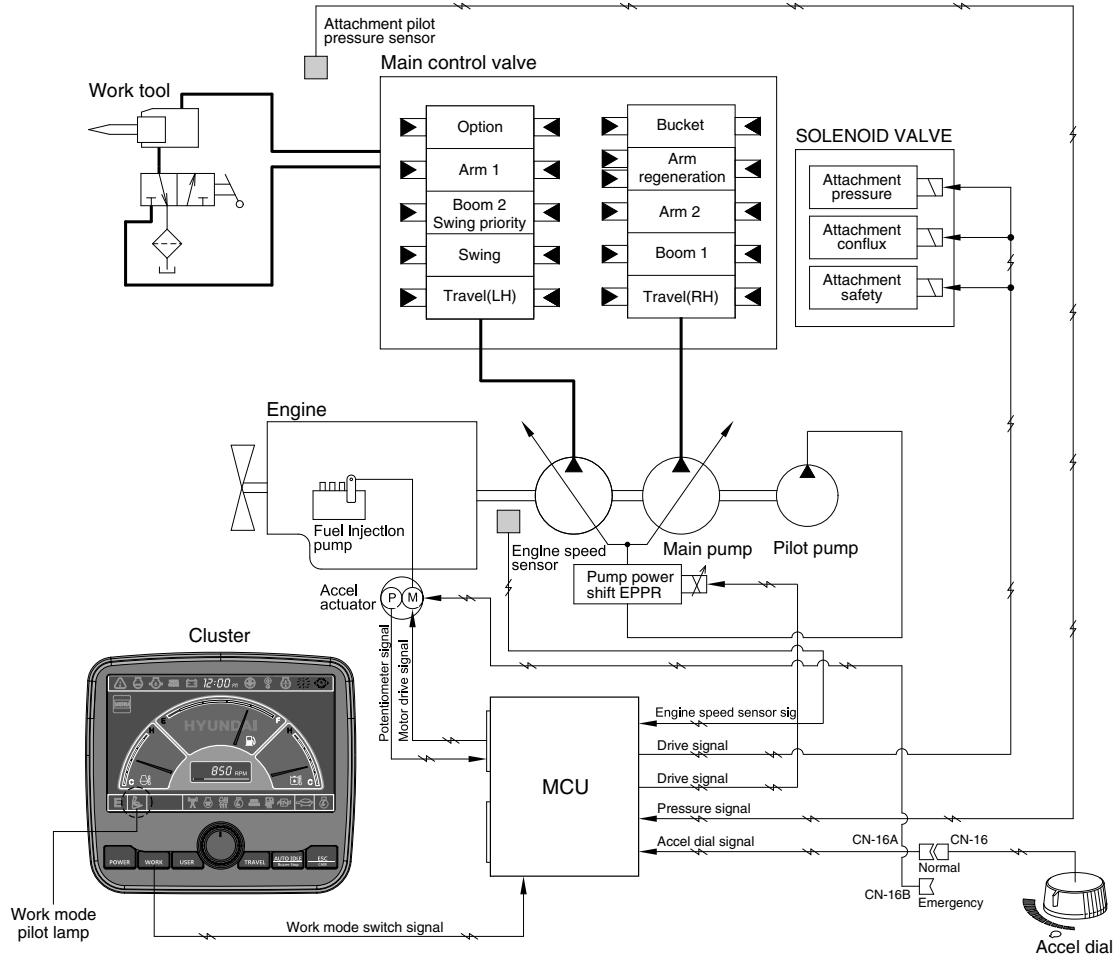 Attachment pilot
pressure sensor
Main control valve
Work tool
Option
Arm 1
Boom 2
Swing priority
Swing
Travel(LH)
Bucket
Arm
regeneration
Arm 2
Boom 1
Travel(RH)
SOLENOID VALVE
Attachment
pressure
Attachment
conflux
Attachment
safety
Engine
Fuel Injection
pump
Engine speed
sensor
Main pump
Pilot pump
Pump power
shift EPPR
Accel
actuator
P
M
Potentiometer signal
Motor drive signal
Cluster
12:00
E
F
H
H
HYUNDAI
C
C
850 RPM
E
POWER
WORK
USER
TRAVEL
AUTO IDLE
ESC
MCU
Engine speed sensor sig
Drive signal
Drive signal
Pressure signal
Accel dial signal
CN-16A
CN-16
Normal
CN-16B
Emergency
Accel dial
Work mode
pilot lamp
Work mode switch signal